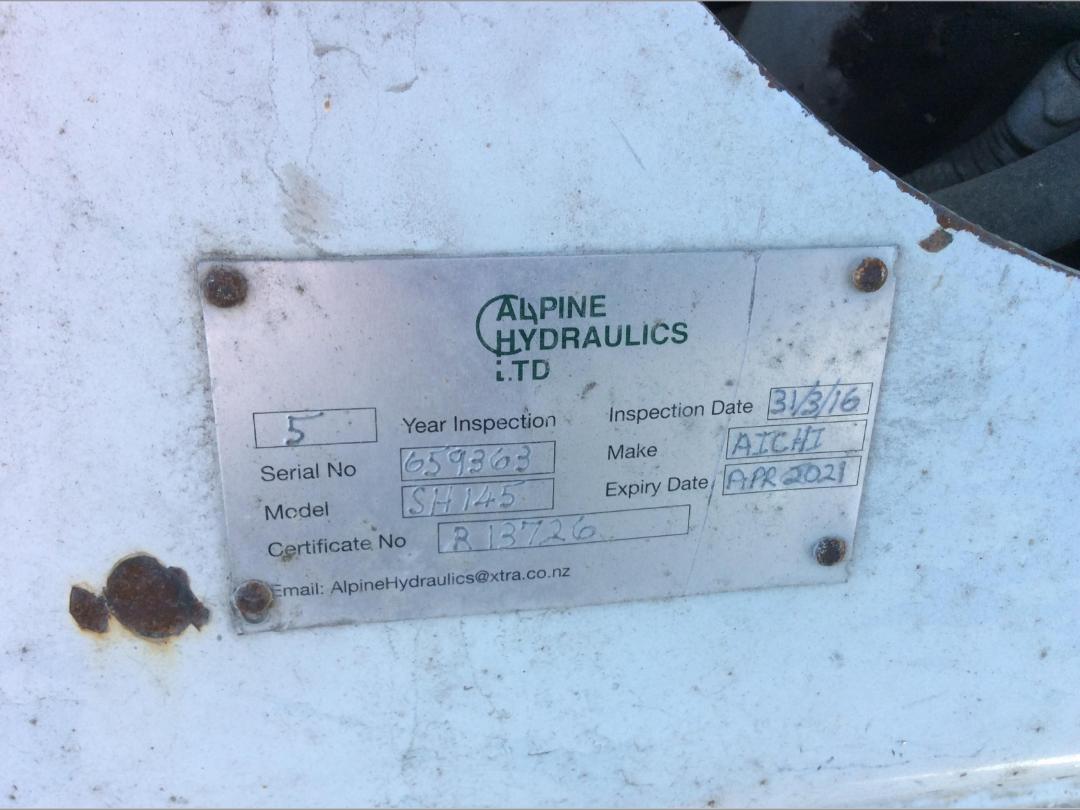 ALPINE
HYDRAULICS
LTD
5 Year Inspection
Inspection Date 31/3/16
Serial No 659363
Make AICHI
Model SH145
Expiry Date APR 2021
Certificate No R13726
Email: AlpineHydraulics@xtra.co.nz